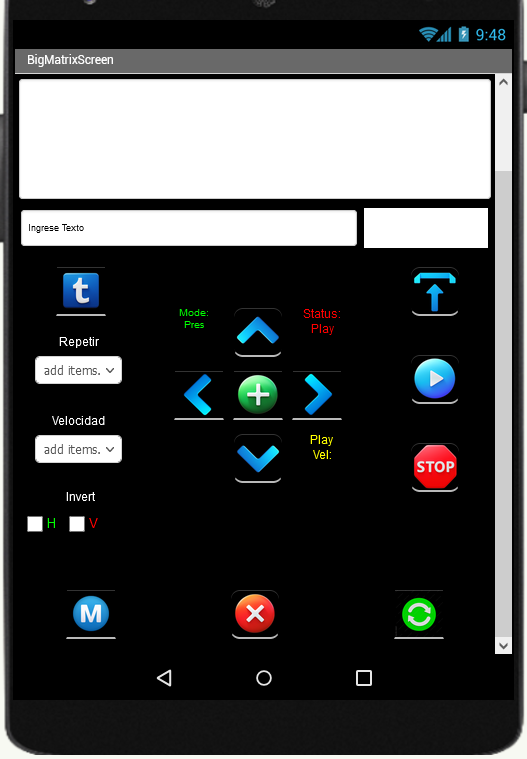 9:48
BigMatrixScreen
Ingrese Texto
t
Mode:
Pres
Status:
Play
Repetir
add items.
Velocidad
add items.
Play
Vel:
STOP
Invert
H V
M